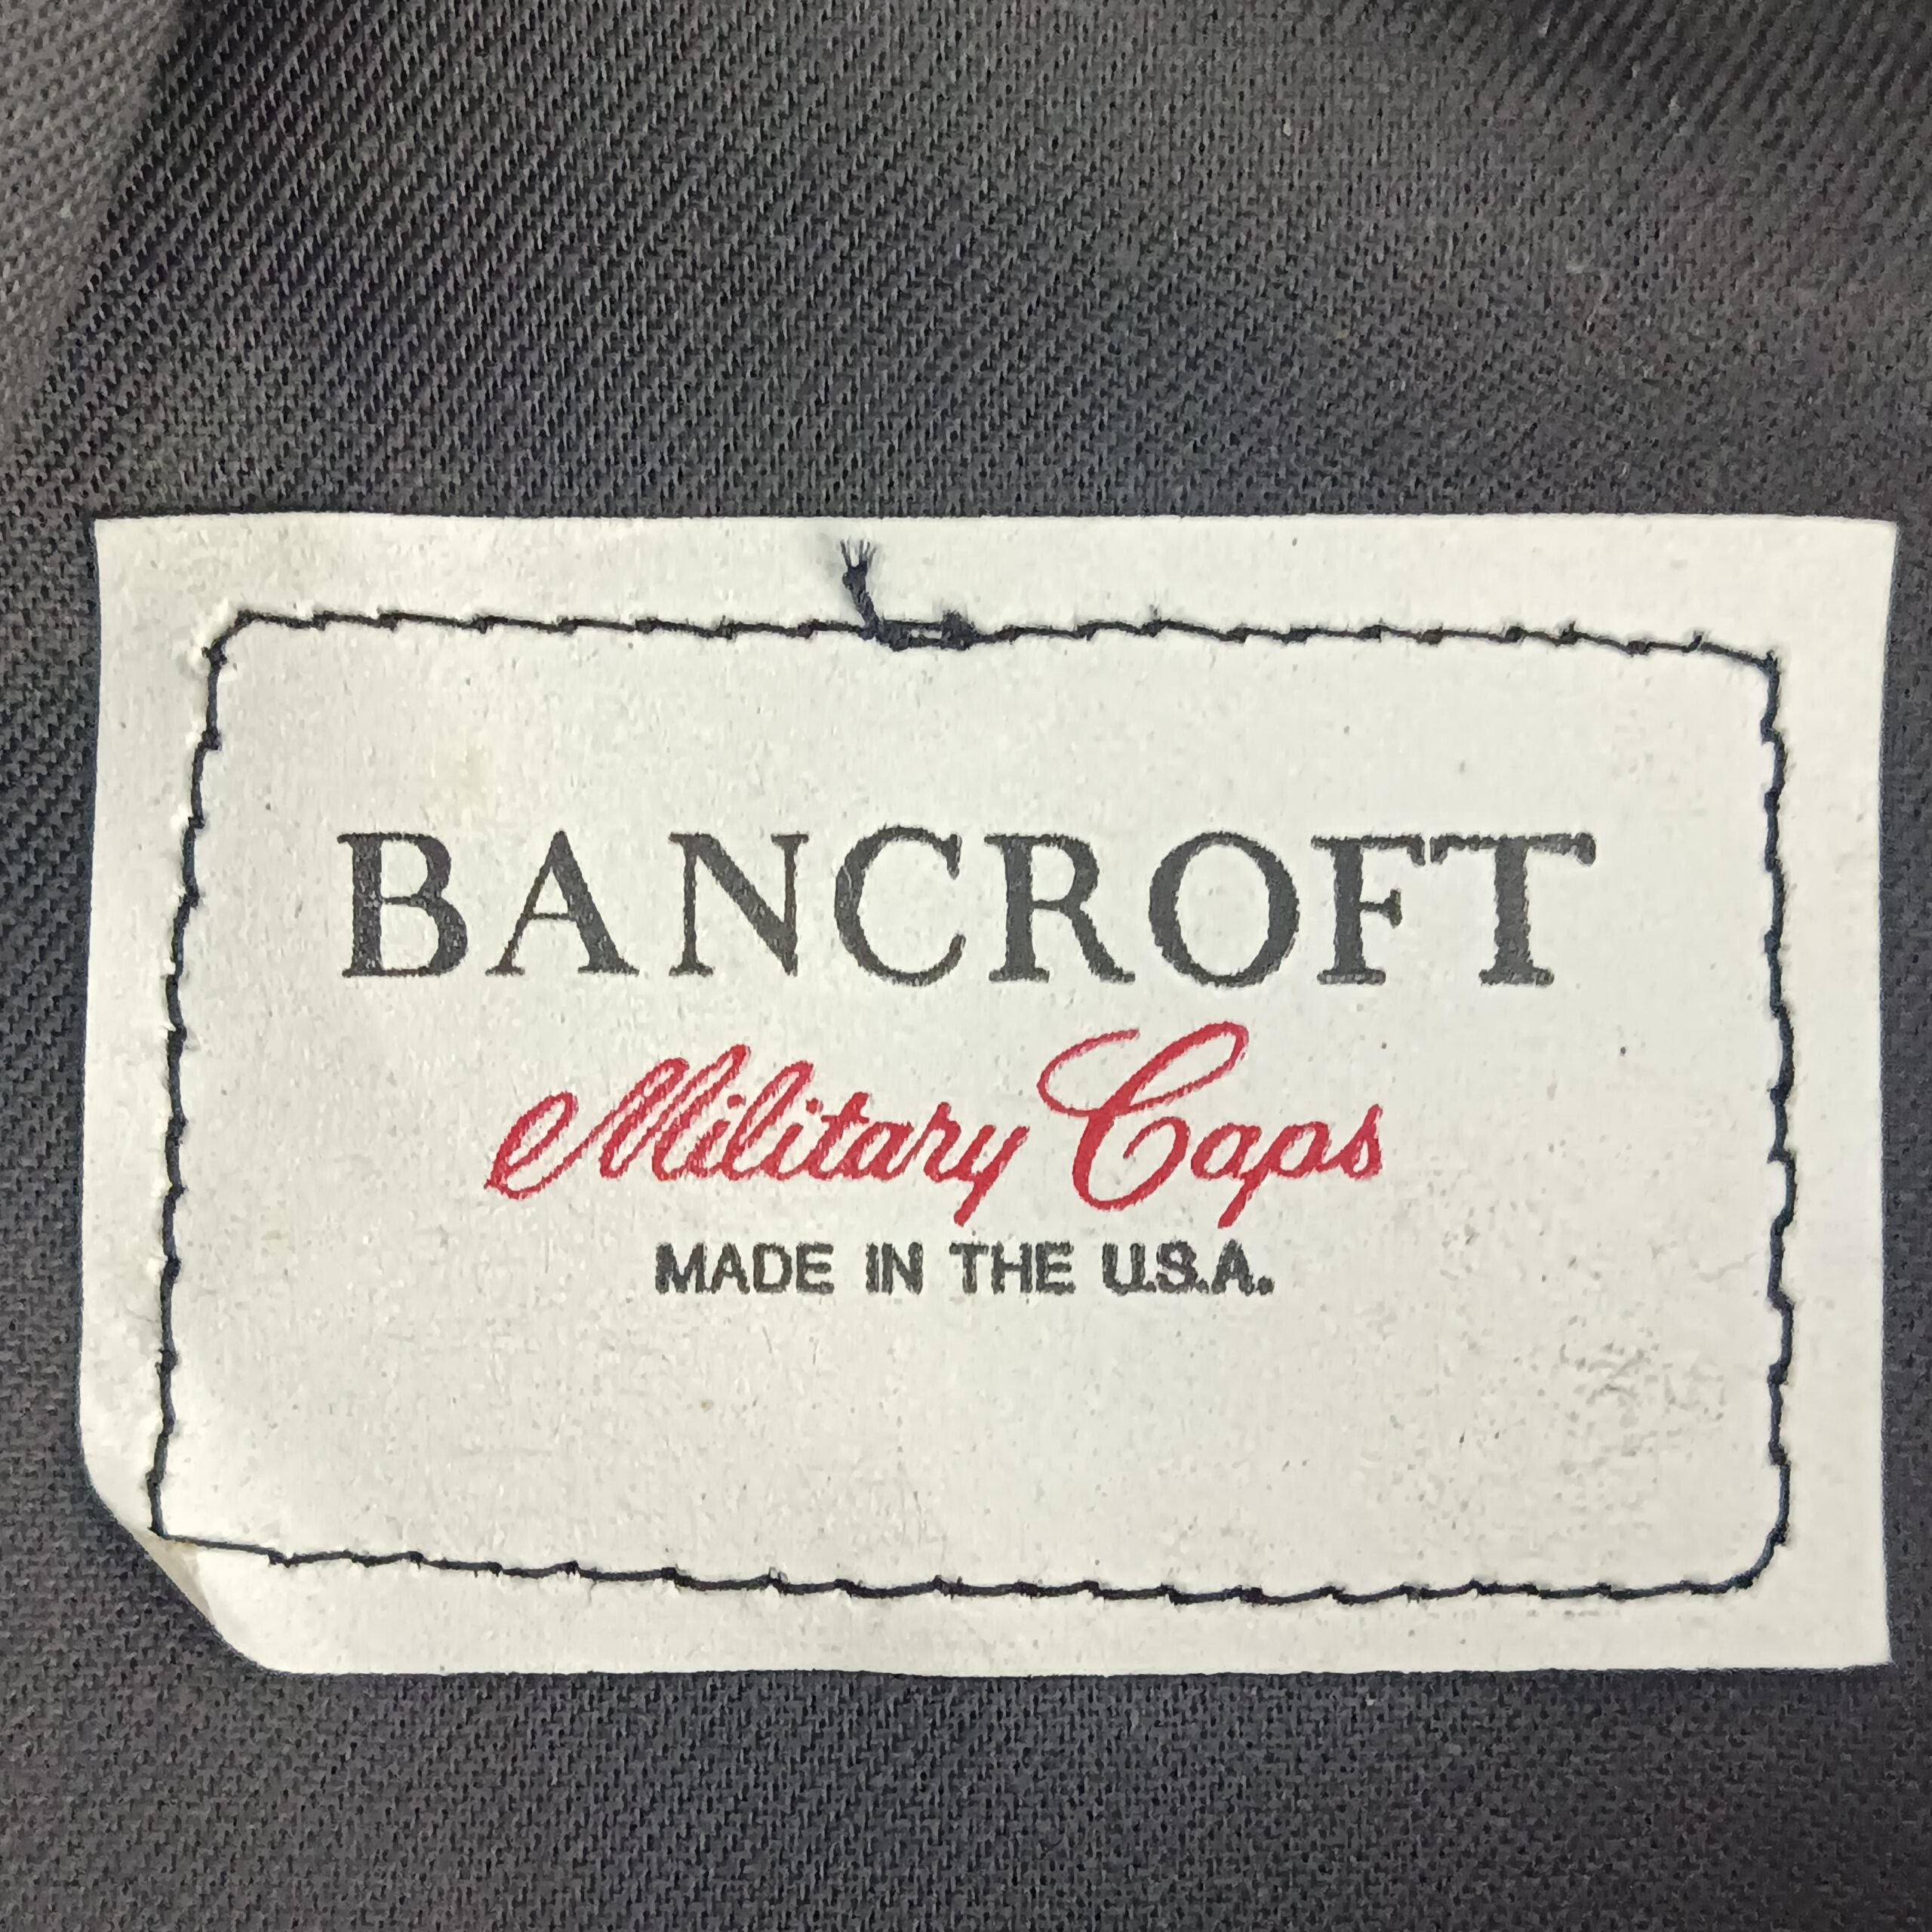 BANCROFT
Military Caps
MADE IN THE U.S.A.